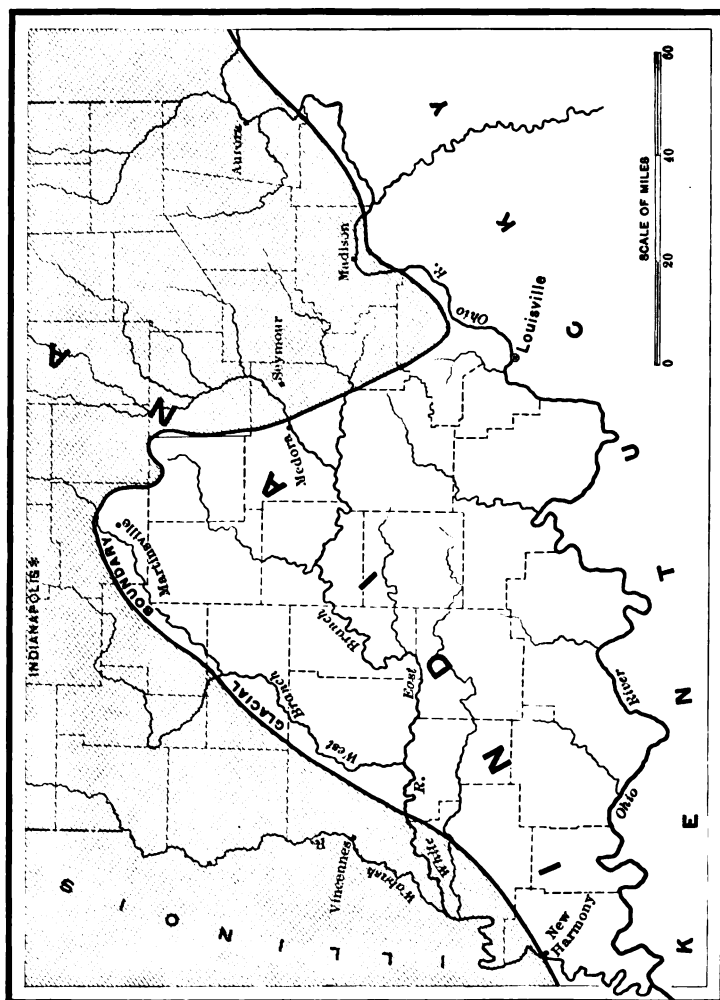 INDIANAPOLIS*
ILLINOIS
INDIANA
KENTUCKY
GLACIAL BOUNDARY
Martinsville
Aurora
Seymour
Medora
Madison
Vincennes
Wabash R.
West Branch
East Branch
White R.
New
Harmony
Ohio R.
Louisville
Ohio River
SCALE OF MILES
0 20 40 60